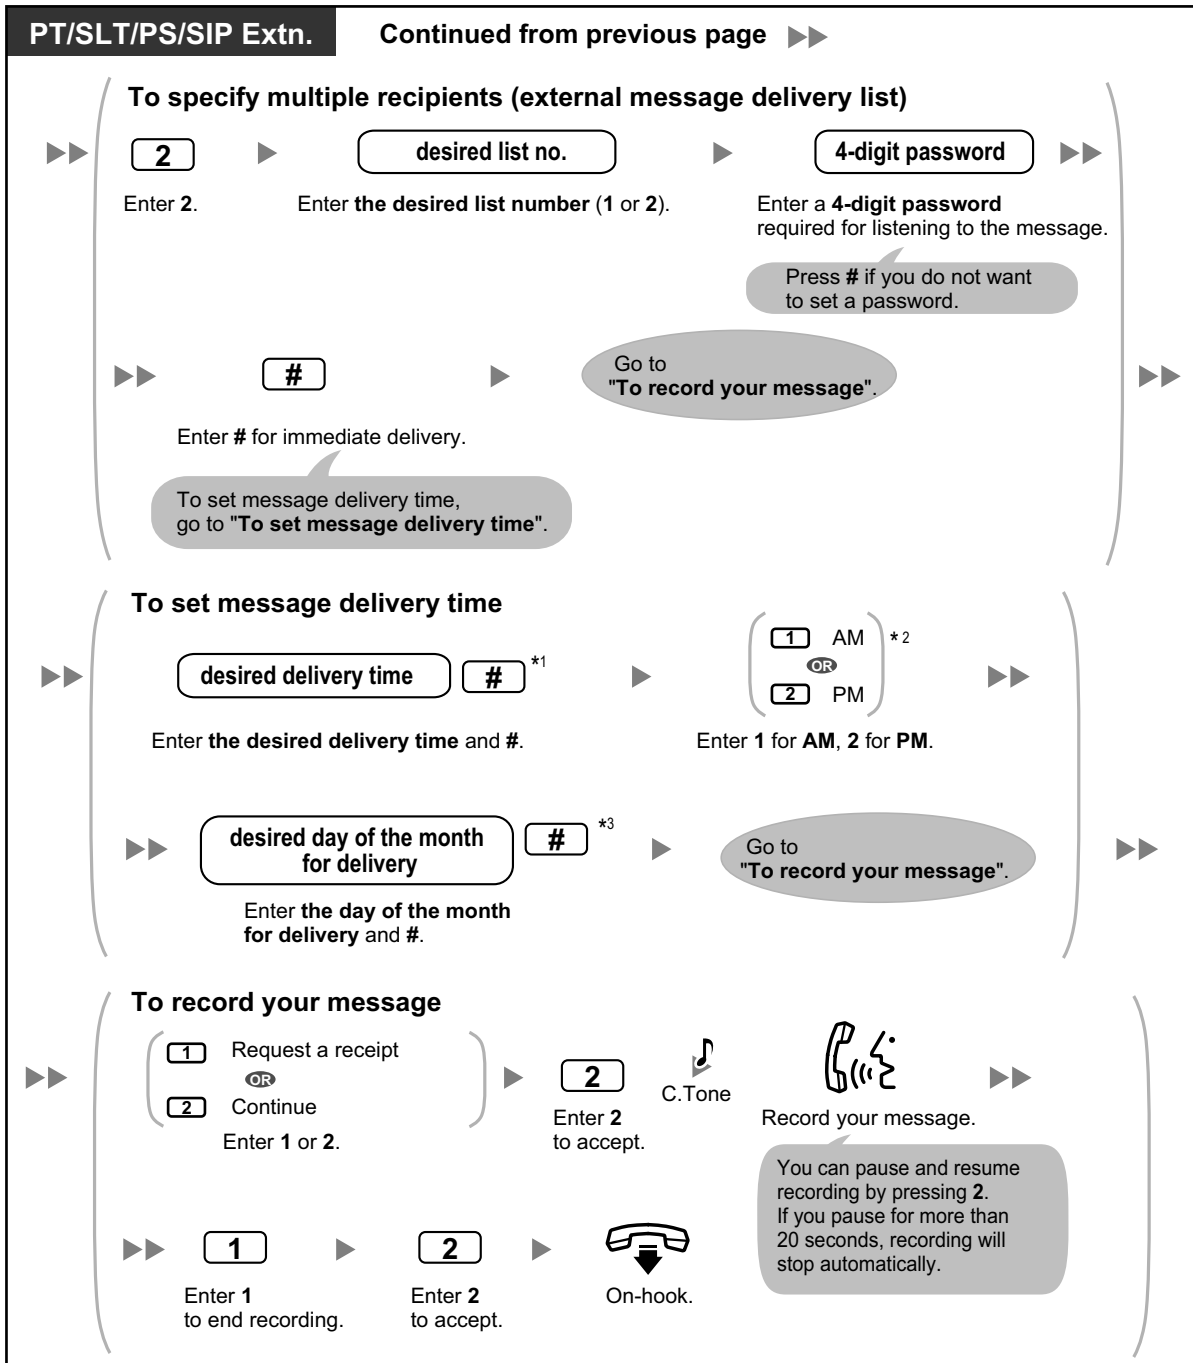 PT/SLT/PS/SIP Extn.
Continued from previous page
To specify multiple recipients (external message delivery list)
2
desired list no.
4-digit password
Enter 2.
Enter the desired list number (1 or 2).
Enter a 4-digit password
required for listening to the message.
Press # if you do not want
to set a password.
#
Go to
"To record your message".
Enter # for immediate delivery.
To set message delivery time,
go to "To set message delivery time".
To set message delivery time
desired delivery time
# *1
1 AM
OR
2 PM
*2
Enter the desired delivery time and #.
Enter 1 for AM, 2 for PM.
desired day of the month
for delivery
# *3
Go to
"To record your message".
Enter the day of the month
for delivery and #.
To record your message
1 Request a receipt
OR
2 Continue
Enter 1 or 2.
2
Enter 2
to accept.
C.Tone
Record your message.
You can pause and resume
recording by pressing 2.
If you pause for more than
20 seconds, recording will
stop automatically.
1
2
Enter 1
to end recording.
Enter 2
to accept.
On-hook.